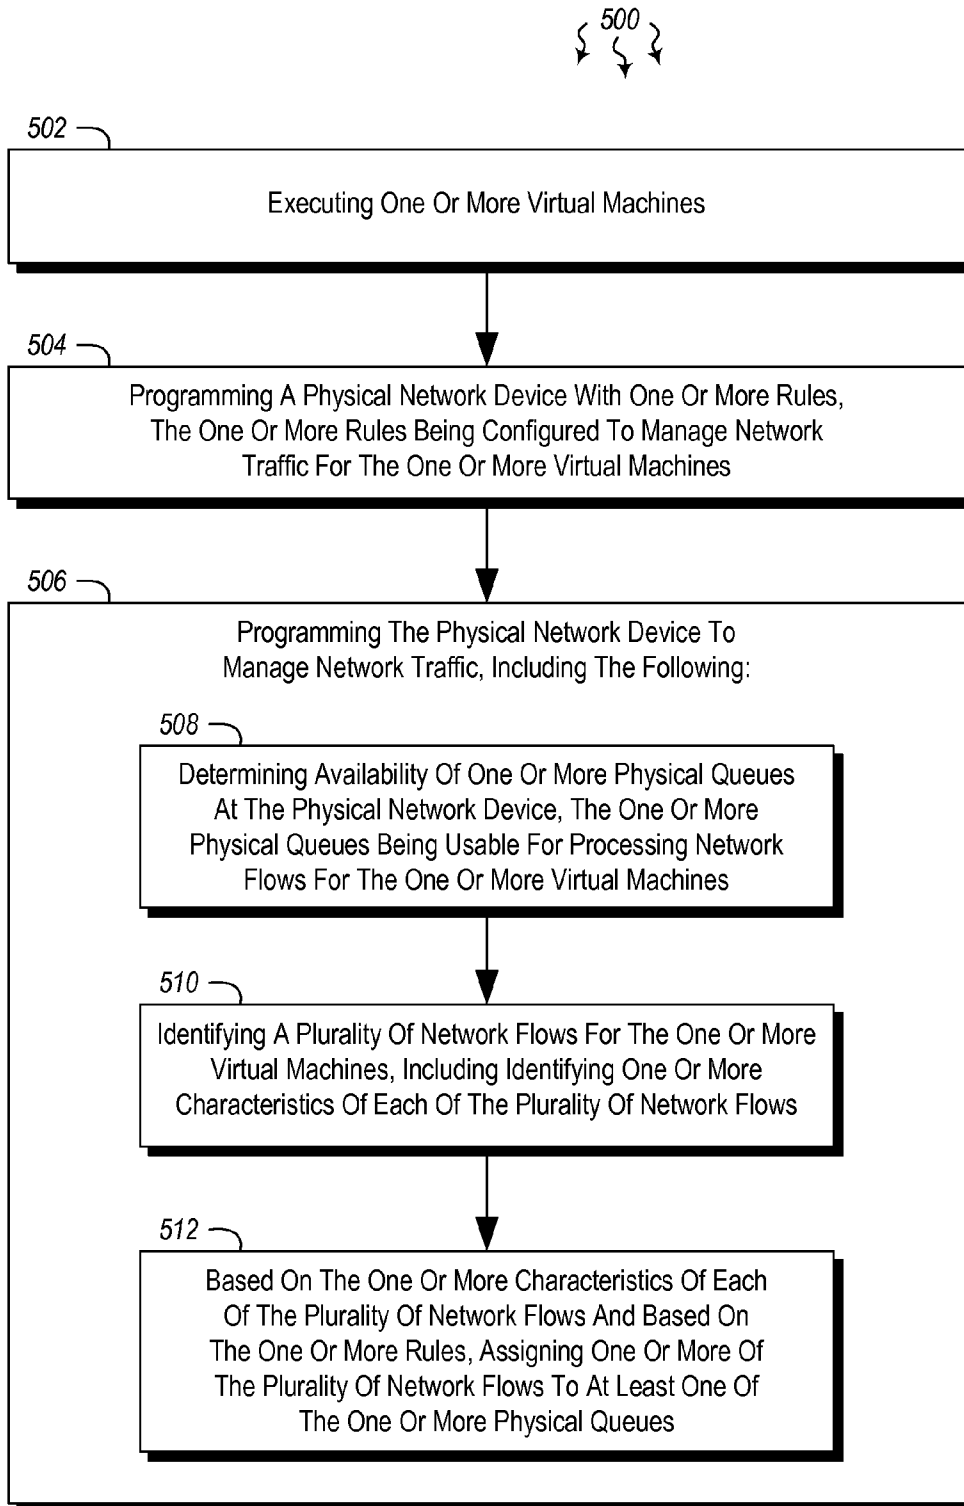 500
502
Executing One Or More Virtual Machines
504
Programming A Physical Network Device With One Or More Rules,
The One Or More Rules Being Configured To Manage Network
Traffic For The One Or More Virtual Machines
506
Programming The Physical Network Device To
Manage Network Traffic, Including The Following:
508
Determining Availability Of One Or More Physical Queues
At The Physical Network Device, The One Or More
Physical Queues Being Usable For Processing Network
Flows For The One Or More Virtual Machines
510
Identifying A Plurality Of Network Flows For The One Or More
Virtual Machines, Including Identifying One Or More
Characteristics Of Each Of The Plurality Of Network Flows
512
Based On The One Or More Characteristics Of Each
Of The Plurality Of Network Flows And Based On
The One Or More Rules, Assigning One Or More Of
The Plurality Of Network Flows To At Least One Of
The One Or More Physical Queues